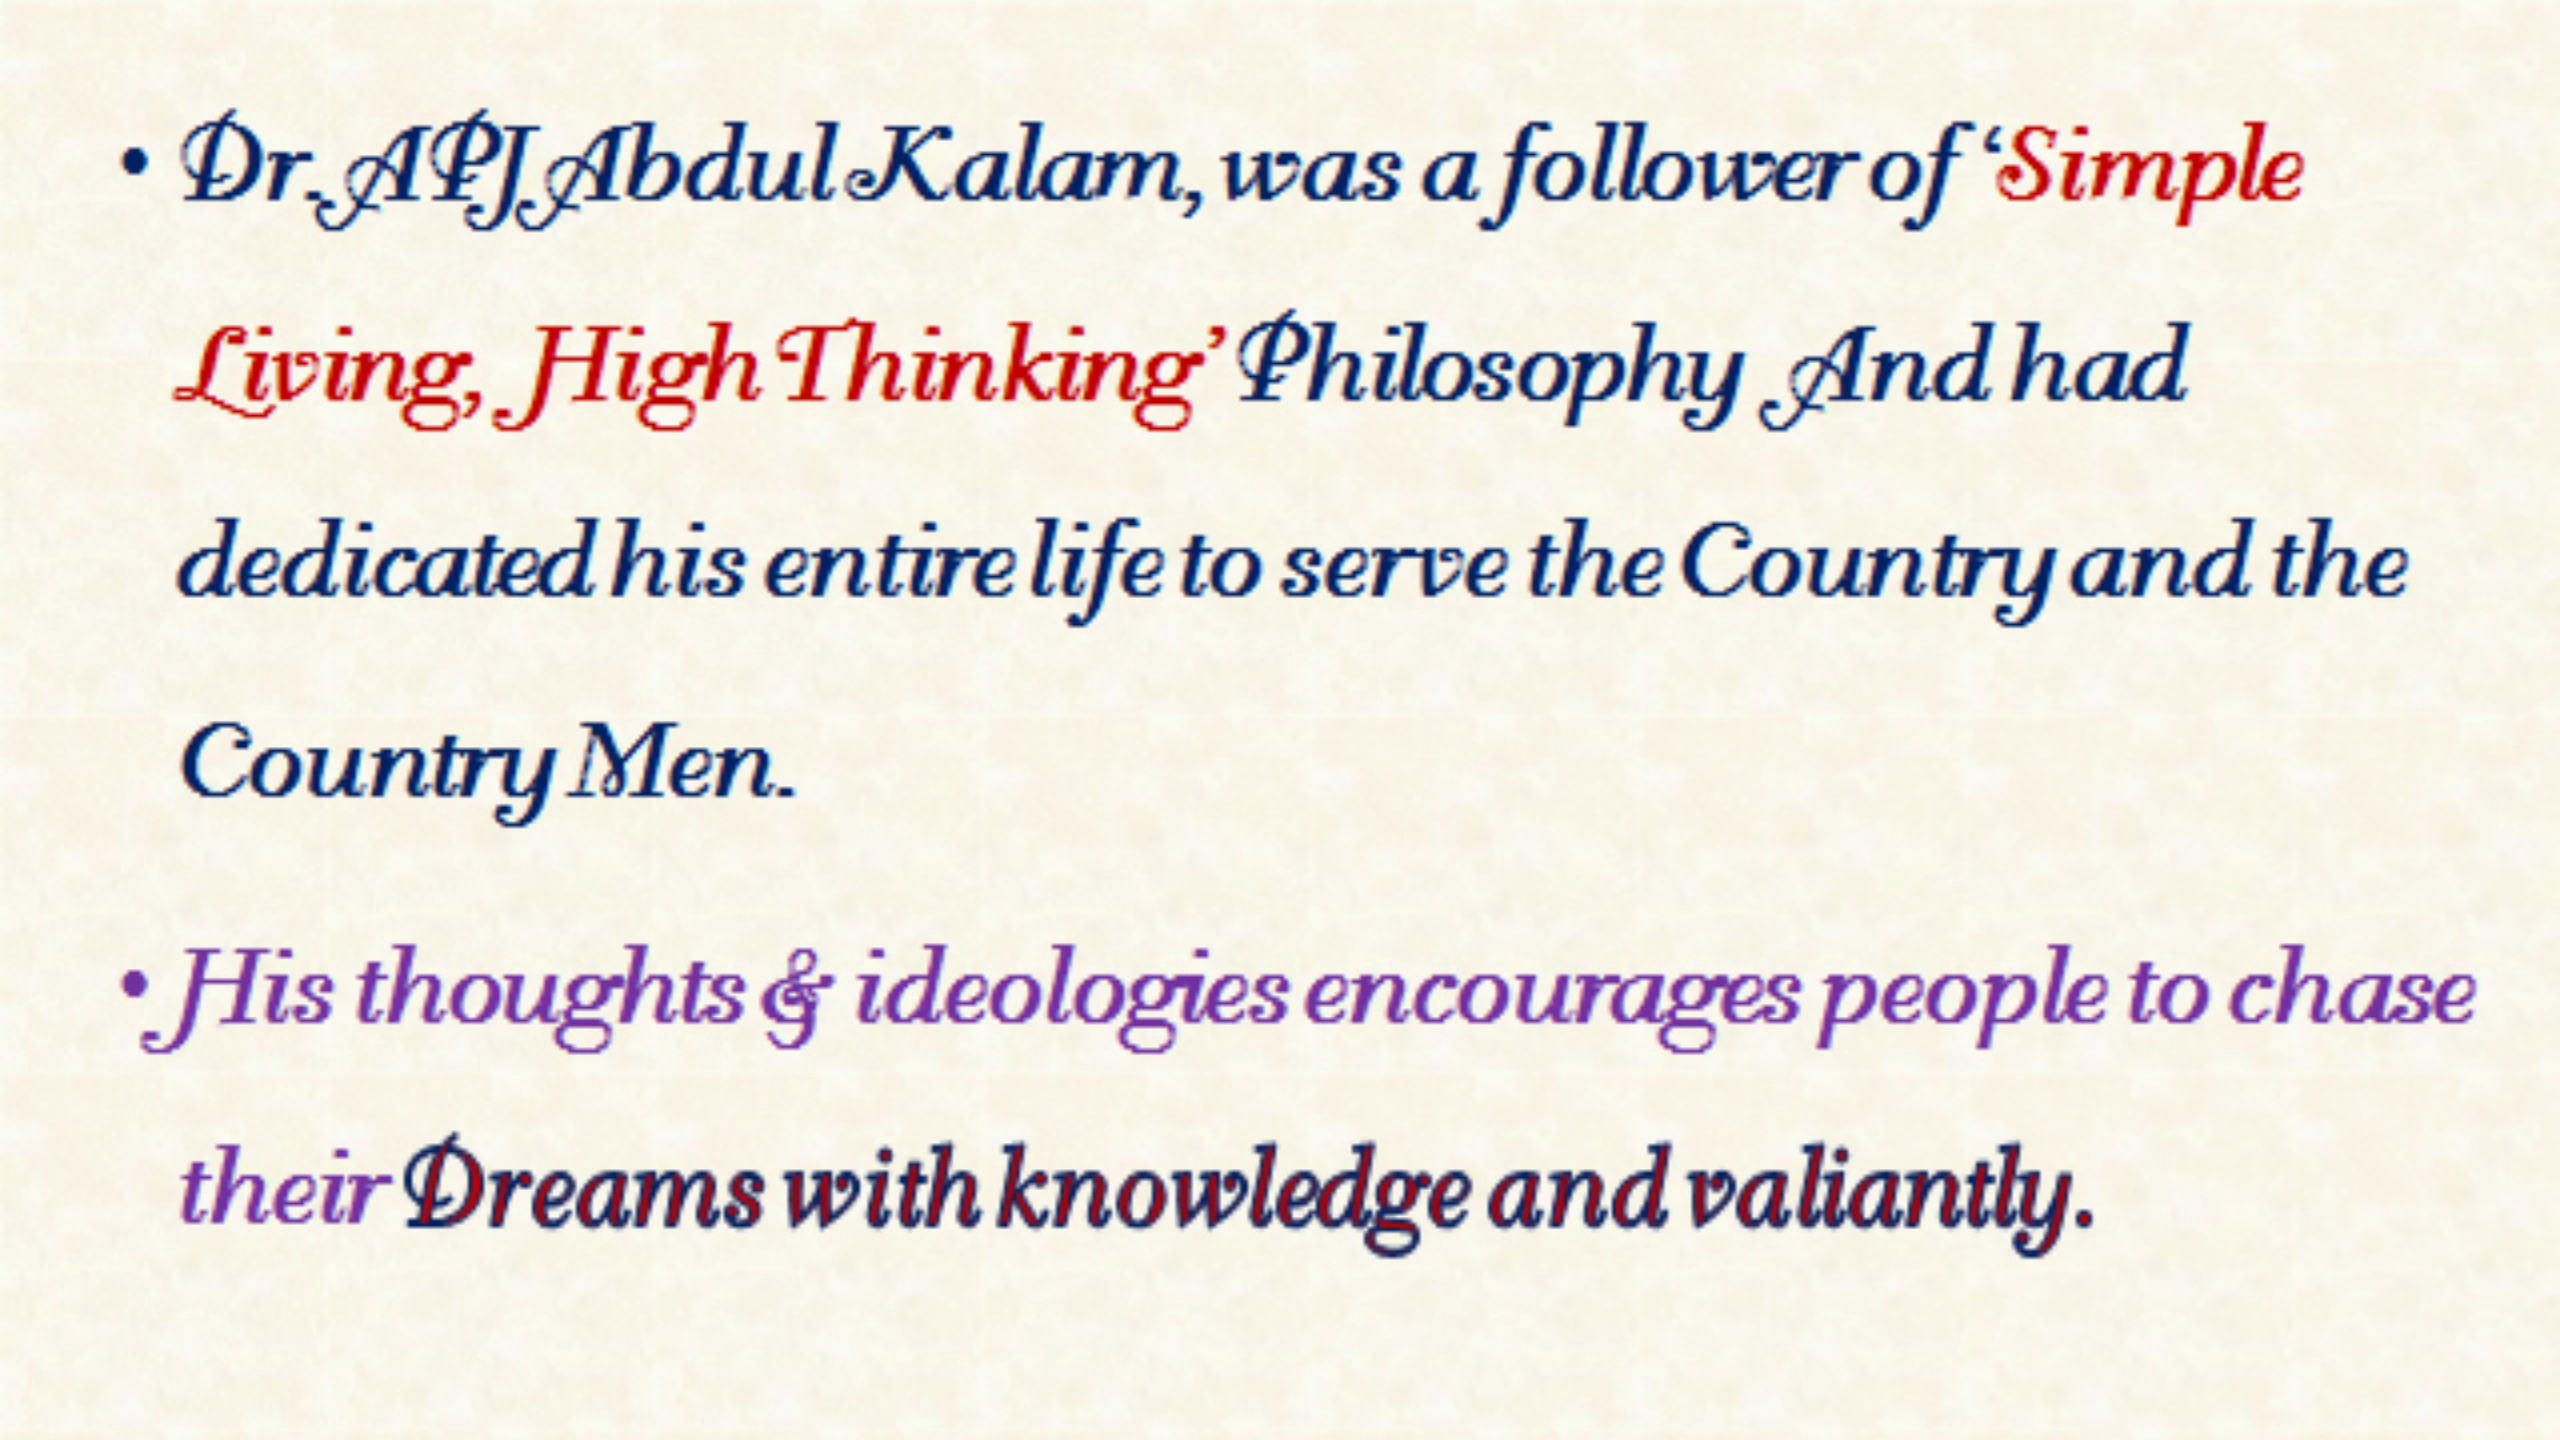 • Dr. APJ Abdul Kalam, was a follower of ‘Simple
Living, High Thinking’ Philosophy And had
dedicated his entire life to serve the Country and the
Country Men.
• His thoughts & ideologies encourages people to chase
their Dreams with knowledge and valiantly.